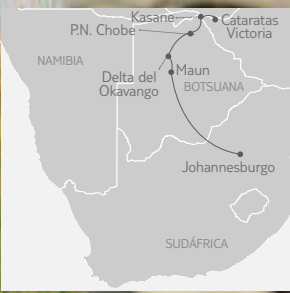 Kasane
Cataratas
Victoria
P.N. Chobe
NAMIBIA
Delta del
Okavango
Maun
BOTSUANA
Johannesburgo
SUDÁFRICA